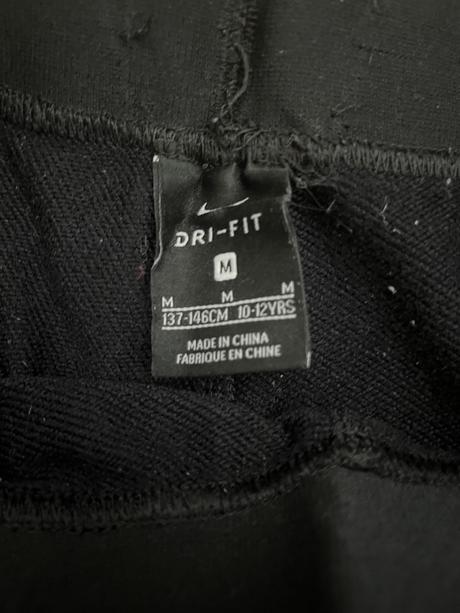 DRI-FIT
M
M M M
137-146CM 10-12YRS
MADE IN CHINA
FABRIQUE EN CHINE